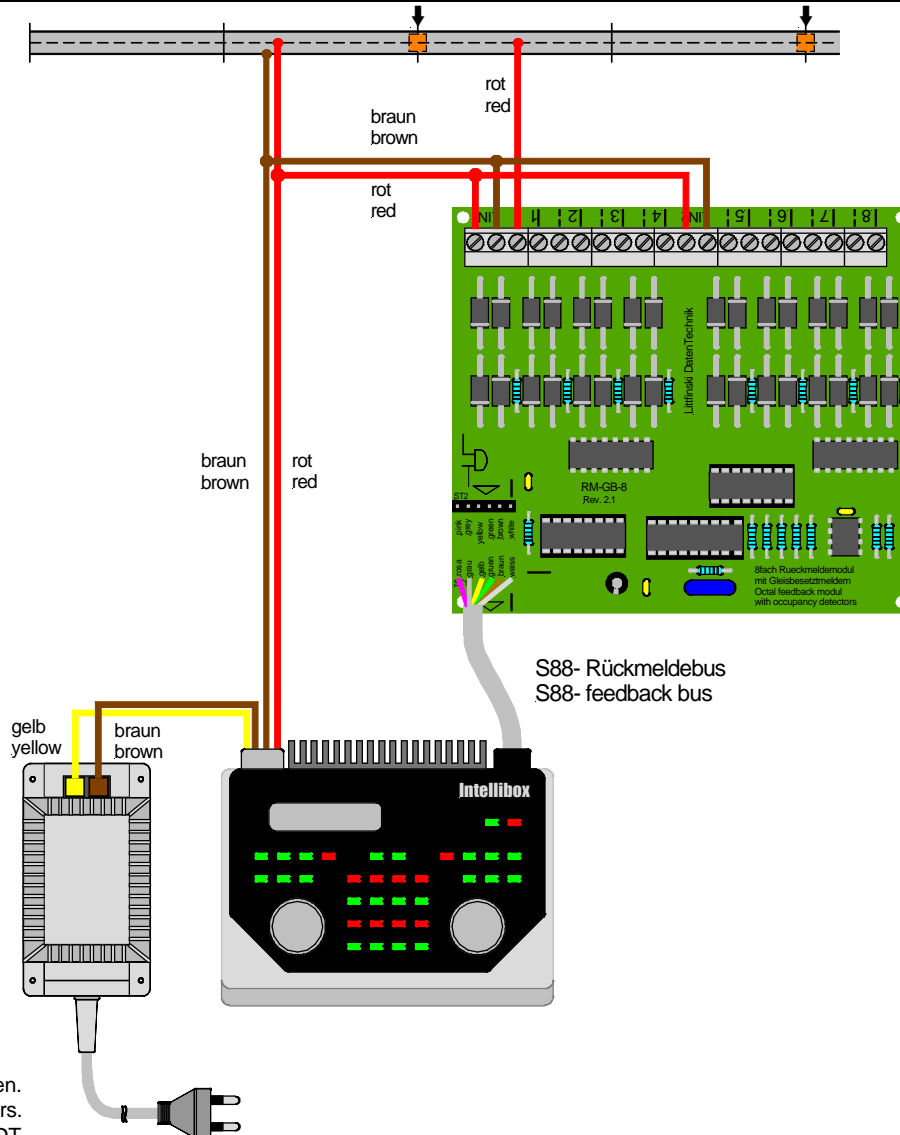 rot
red
braun
brown
rot
red
IN1 1 2 3 4 IN2 5 6 7 8
Littfinski DatenTechnik
braun
brown
rot
red
RM-GB-8
Rev. 2.1
ST2
pink
grey
yellow
green
brown
white
rosa
grau
gelb
gruen
braun
weiss
8fach Rueckmeldemodul
mit Gleisbesetztmeldern
Octal feedback modul
with occupancy detectors
S88- Rückmeldebus
S88- feedback bus
gelb
yellow
braun
brown
Intellibox
en.
rs.